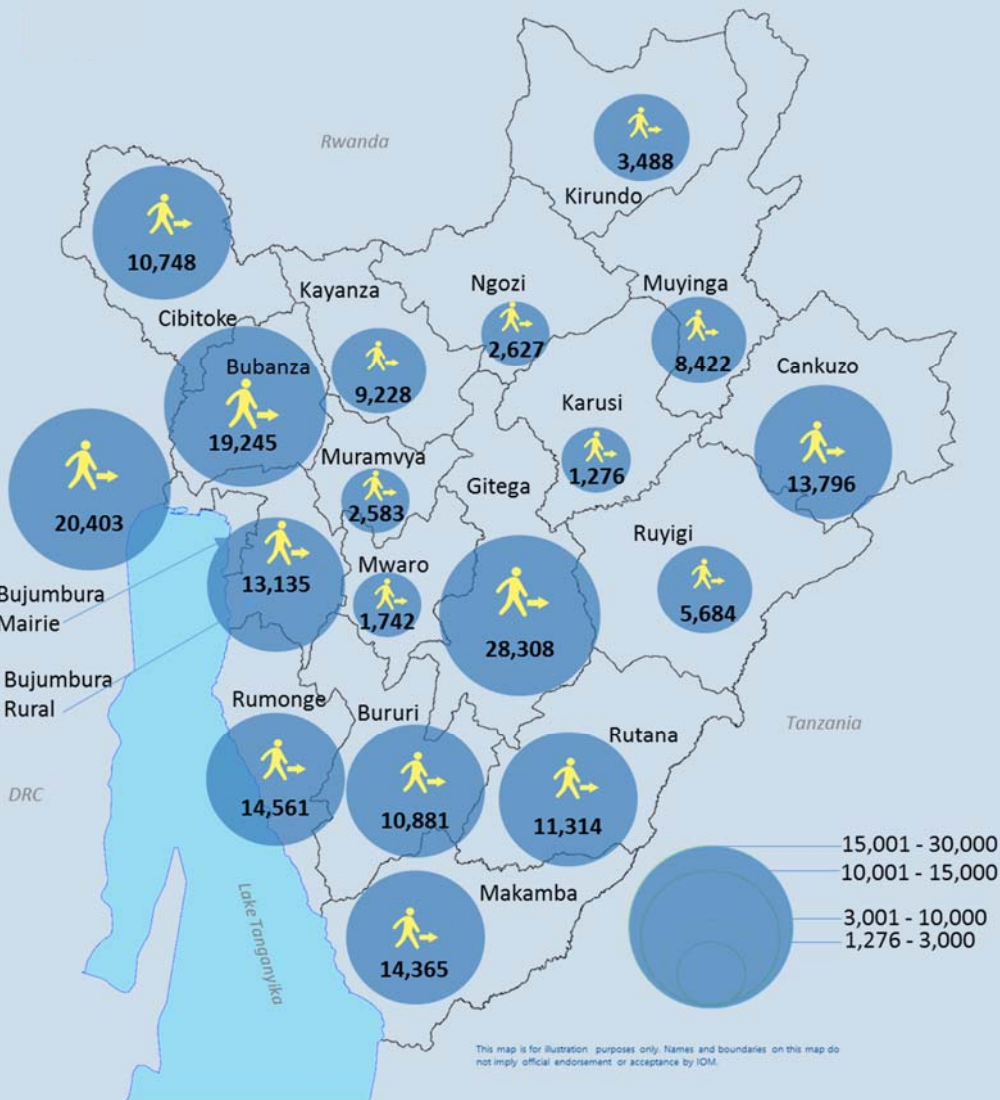 Rwanda
3,488
Kirundo
10,748
Cibitoke
Kayanza
9,228
Ngozi
2,627
Muyinga
8,422
Cankuzo
13,796
Bubanza
19,245
Karusi
1,276
Muramvya
2,583
Gitega
28,308
20,403
Bujumbura
Mairie
13,135
Bujumbura
Rural
Mwaro
1,742
Ruyigi
5,684
Rumonge
14,561
Bururi
10,881
Rutana
11,314
Tanzania
DRC
Lake Tanganyika
Makamba
14,365
15,001 - 30,000
10,001 - 15,000
3,001 - 10,000
1,276 - 3,000
This map is for illustration purposes only. Names and boundaries on this map do
not imply official endorsement or acceptance by IOM.